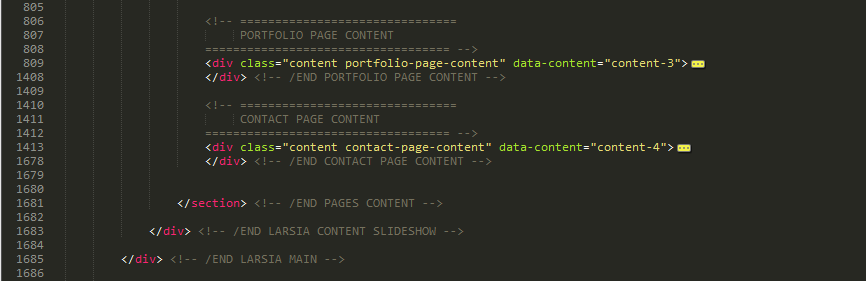 805
806 <!-- ===============================
807 PORTFOLIO PAGE CONTENT
808 =================================== -->
809 <div class="content portfolio-page-content" data-content="content-3">
1408 </div> <!-- /END PORTFOLIO PAGE CONTENT -->
1409
1410 <!-- ===============================
1411 CONTACT PAGE CONTENT
1412 =================================== -->
1413 <div class="content contact-page-content" data-content="content-4">
1678 </div> <!-- /END CONTACT PAGE CONTENT -->
1679
1680
1681 </section> <!-- /END PAGES CONTENT -->
1682
1683 </div> <!-- /END LARSIA CONTENT SLIDESHOW -->
1684
1685 </div> <!-- /END LARSIA MAIN -->
1686